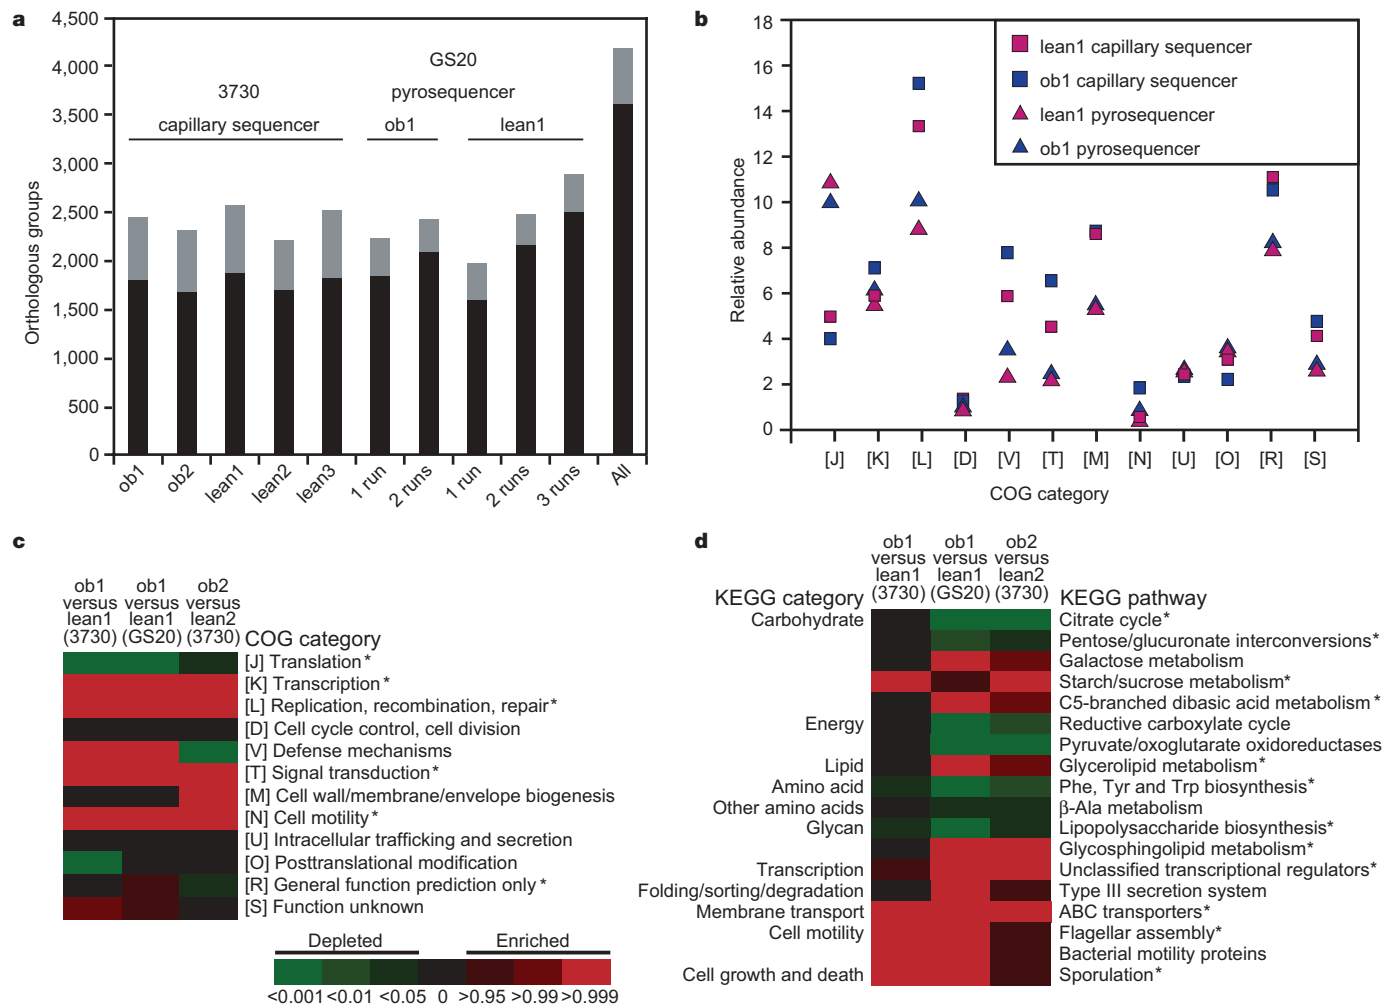 a
4,500
4,000
3,500
3,000
2,500
2,000
1,500
1,000
500
0
Orthologous groups
3730
capillary sequencer
GS20
pyrosequencer
ob1
lean1
ob1
ob2
lean1
lean2
lean3
1 run
2 runs
1 run
2 runs
3 runs
All
b
18
16
14
12
10
8
6
4
2
0
Relative abundance
lean1 capillary sequencer
ob1 capillary sequencer
lean1 pyrosequencer
ob1 pyrosequencer
[J] [K] [L] [D] [V] [T] [M] [N] [U] [O] [R] [S]
COG category
c
ob1 versus lean1 (3730)
ob1 versus lean1 (GS20)
ob2 versus lean2 (3730)
COG category
[J] Translation*
[K] Transcription*
[L] Replication, recombination, repair*
[D] Cell cycle control, cell division
[V] Defense mechanisms
[T] Signal transduction*
[M] Cell wall/membrane/envelope biogenesis
[N] Cell motility*
[U] Intracellular trafficking and secretion
[O] Posttranslational modification
[R] General function prediction only*
[S] Function unknown
Depleted
Enriched
<0.001 <0.01 <0.05 0 >0.95 >0.99 >0.999
d
ob1 versus lean1 (3730)
ob1 versus lean1 (GS20)
ob2 versus lean2 (3730)
KEGG category
KEGG pathway
Carbohydrate
Citrate cycle*
Pentose/glucuronate interconversions*
Galactose metabolism
Starch/sucrose metabolism*
C5-branched dibasic acid metabolism*
Energy
Reductive carboxylate cycle
Pyruvate/oxoglutarate oxidoreductases
Lipid
Glycerolipid metabolism*
Amino acid
Phe, Tyr and Trp biosynthesis*
Other amino acids
β-Ala metabolism
Glycan
Lipopolysaccharide biosynthesis*
Glycosphingolipid metabolism*
Transcription
Unclassified transcriptional regulators*
Folding/sorting/degradation
Type III secretion system
Membrane transport
ABC transporters*
Cell motility
Flagellar assembly*
Bacterial motility proteins
Cell growth and death
Sporulation*